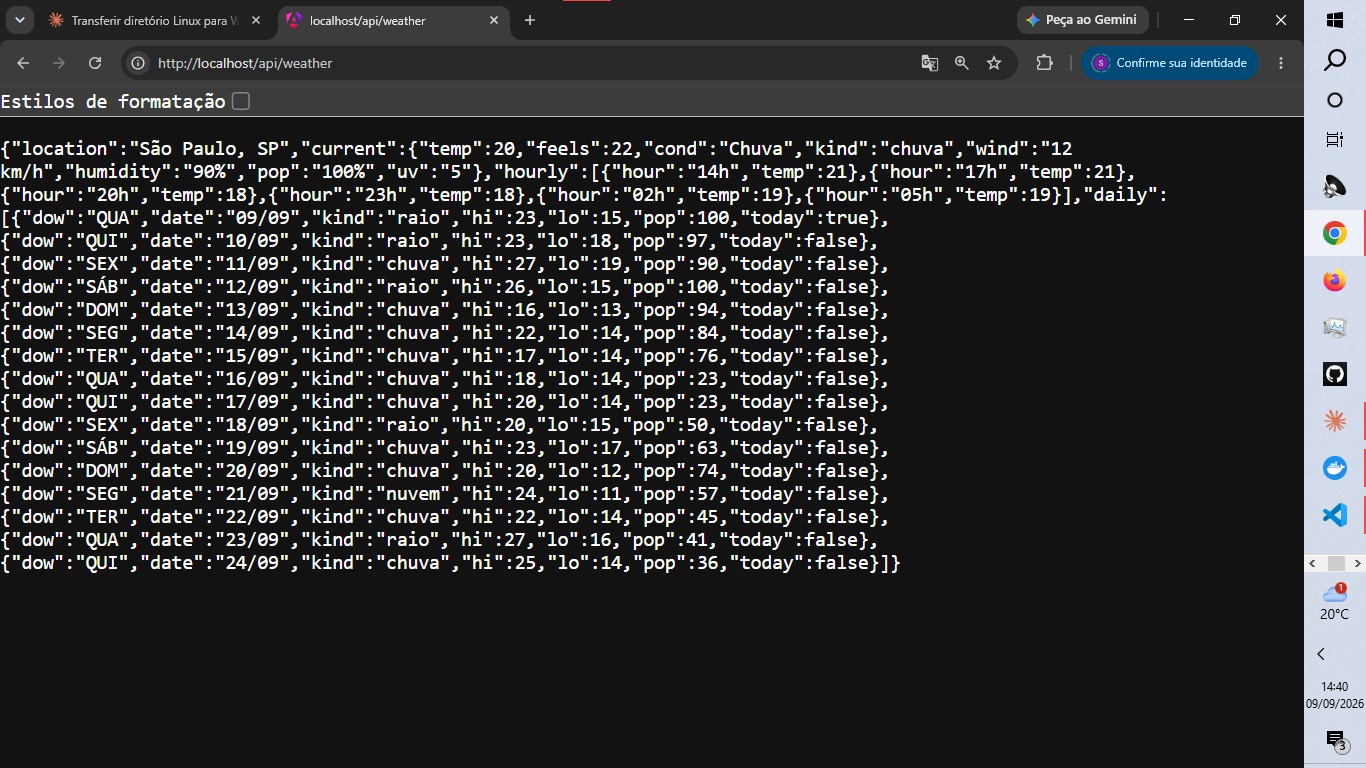 Transferir diretório Linux para W
localhost/api/weather
Peça ao Gemini
http://localhost/api/weather
S
Confirme sua identidade
Estilos de formatação
{"location":"São Paulo, SP","current":{"temp":20,"feels":22,"cond":"Chuva","kind":"chuva","wind":"12
km/h","humidity":"90%","pop":"100%","uv":"5"},"hourly":[{"hour":"14h","temp":21},{"hour":"17h","temp":21},
{"hour":"20h","temp":18},{"hour":"23h","temp":18},{"hour":"02h","temp":19},{"hour":"05h","temp":19}],"daily":
[{"dow":"QUA","date":"09/09","kind":"raio","hi":23,"lo":15,"pop":100,"today":true},
{"dow":"QUI","date":"10/09","kind":"raio","hi":23,"lo":18,"pop":97,"today":false},
{"dow":"SEX","date":"11/09","kind":"chuva","hi":27,"lo":19,"pop":90,"today":false},
{"dow":"SÁB","date":"12/09","kind":"raio","hi":26,"lo":15,"pop":100,"today":false},
{"dow":"DOM","date":"13/09","kind":"chuva","hi":16,"lo":13,"pop":94,"today":false},
{"dow":"SEG","date":"14/09","kind":"chuva","hi":22,"lo":14,"pop":84,"today":false},
{"dow":"TER","date":"15/09","kind":"chuva","hi":17,"lo":14,"pop":76,"today":false},
{"dow":"QUA","date":"16/09","kind":"chuva","hi":18,"lo":14,"pop":23,"today":false},
{"dow":"QUI","date":"17/09","kind":"chuva","hi":20,"lo":14,"pop":23,"today":false},
{"dow":"SEX","date":"18/09","kind":"raio","hi":20,"lo":15,"pop":50,"today":false},
{"dow":"SÁB","date":"19/09","kind":"chuva","hi":23,"lo":17,"pop":63,"today":false},
{"dow":"DOM","date":"20/09","kind":"chuva","hi":20,"lo":12,"pop":74,"today":false},
{"dow":"SEG","date":"21/09","kind":"nuvem","hi":24,"lo":11,"pop":57,"today":false},
{"dow":"TER","date":"22/09","kind":"chuva","hi":22,"lo":14,"pop":45,"today":false},
{"dow":"QUA","date":"23/09","kind":"raio","hi":27,"lo":16,"pop":41,"today":false},
{"dow":"QUI","date":"24/09","kind":"chuva","hi":25,"lo":14,"pop":36,"today":false}]}
1
20°C
14:40
09/09/2026
3